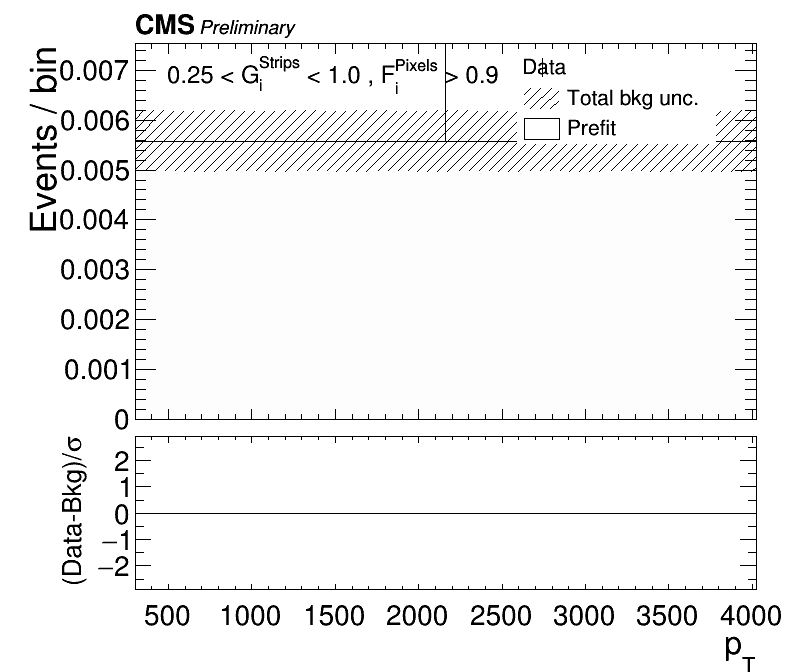 CMS Preliminary
Events / bin
0.007
0.006
0.005
0.004
0.003
0.002
0.001
0
0.25 < G_i^Strips < 1.0 , F_i^Pixels > 0.9
Data
Total bkg unc.
Prefit
(Data-Bkg)/σ
2
1
0
−1
−2
500 1000 1500 2000 2500 3000 3500 4000
p_T